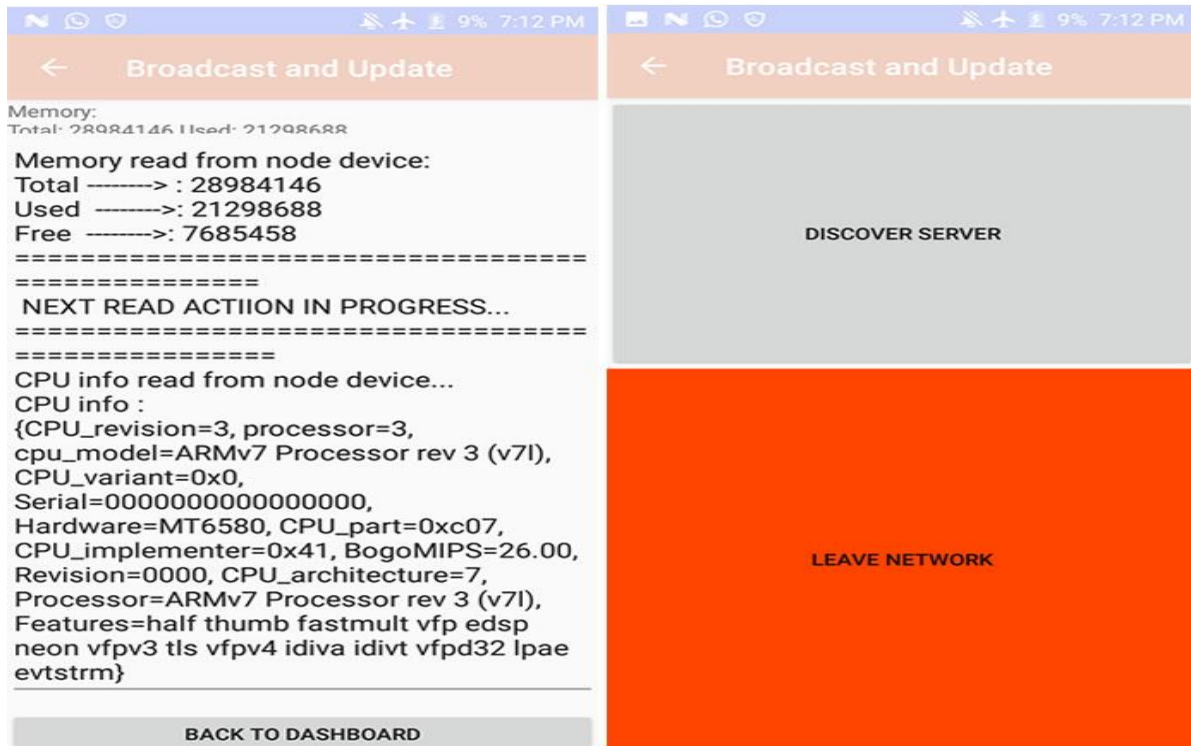 9% 7:12 PM
Broadcast and Update
Memory:
Total: 28984146 Used: 21298688
Memory read from node device:
Total --------> : 28984146
Used -------->: 21298688
Free -------->: 7685458
===================================
===============
NEXT READ ACTIION IN PROGRESS...
===================================
================
CPU info read from node device...
CPU info :
{CPU_revision=3, processor=3,
cpu_model=ARMv7 Processor rev 3 (v7l),
CPU_variant=0x0,
Serial=0000000000000000,
Hardware=MT6580, CPU_part=0xc07,
CPU_implementer=0x41, BogoMIPS=26.00,
Revision=0000, CPU_architecture=7,
Processor=ARMv7 Processor rev 3 (v7l),
Features=half thumb fastmult vfp edsp
neon vfpv3 tls vfpv4 idiva idivt vfpd32 lpae
evtstrm}
BACK TO DASHBOARD
9% 7:12 PM
Broadcast and Update
DISCOVER SERVER
LEAVE NETWORK